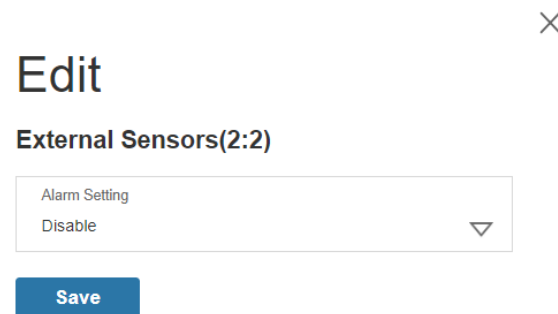 Edit
External Sensors(2:2)
Alarm Setting
Disable
Save